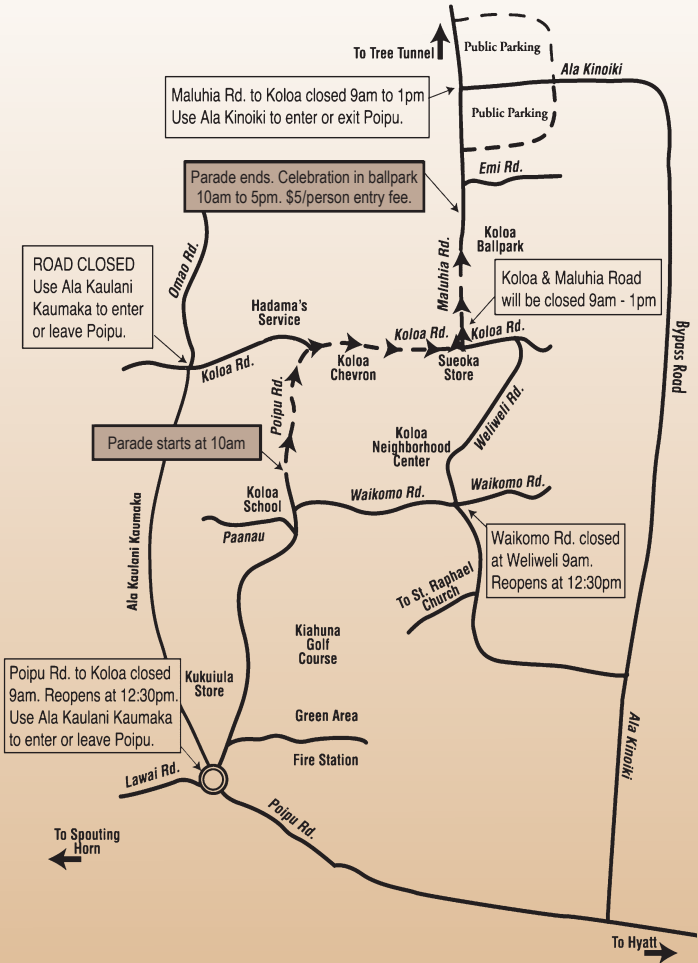 Public Parking
To Tree Tunnel
Ala Kinoiki
Maluhia Rd. to Koloa closed 9am to 1pm
Use Ala Kinoiki to enter or exit Poipu.
Public Parking
Emi Rd.
Parade ends. Celebration in ballpark
10am to 5pm. $5/person entry fee.
Omao Rd.
Maluhia Rd.
Koloa
Ballpark
ROAD CLOSED
Use Ala Kaulani
Kaumaka to enter
or leave Poipu.
Koloa & Maluhia Road
will be closed 9am - 1pm
Hadama's
Service
Koloa Rd.
Koloa Rd.
Koloa Rd.
Koloa
Chevron
Sueoka
Store
Bypass Road
Poipu Rd.
Weliweli Rd.
Parade starts at 10am
Koloa
Neighborhood
Center
Koloa
School
Waikomo Rd.
Waikomo Rd.
Paanau
Ala Kaulani Kaumaka
Waikomo Rd. closed
at Weliweli 9am.
Reopens at 12:30pm
To St. Raphael
Church
Kiahuna
Golf
Course
Poipu Rd. to Koloa closed
9am. Reopens at 12:30pm.
Use Ala Kaulani Kaumaka
to enter or leave Poipu.
Kukuiula
Store
Green Area
Fire Station
Ala Kinoiki
Lawai Rd.
Poipu Rd.
To Spouting
Horn
To Hyatt